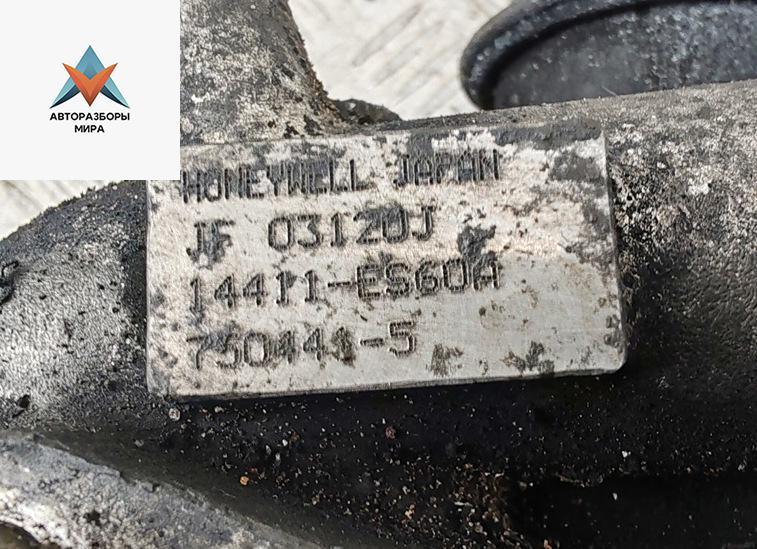 АВТОРАЗБОРЫ
МИРА
HONEYWELL JAPAN
JF 03120J
14411-ES60A
750441-5